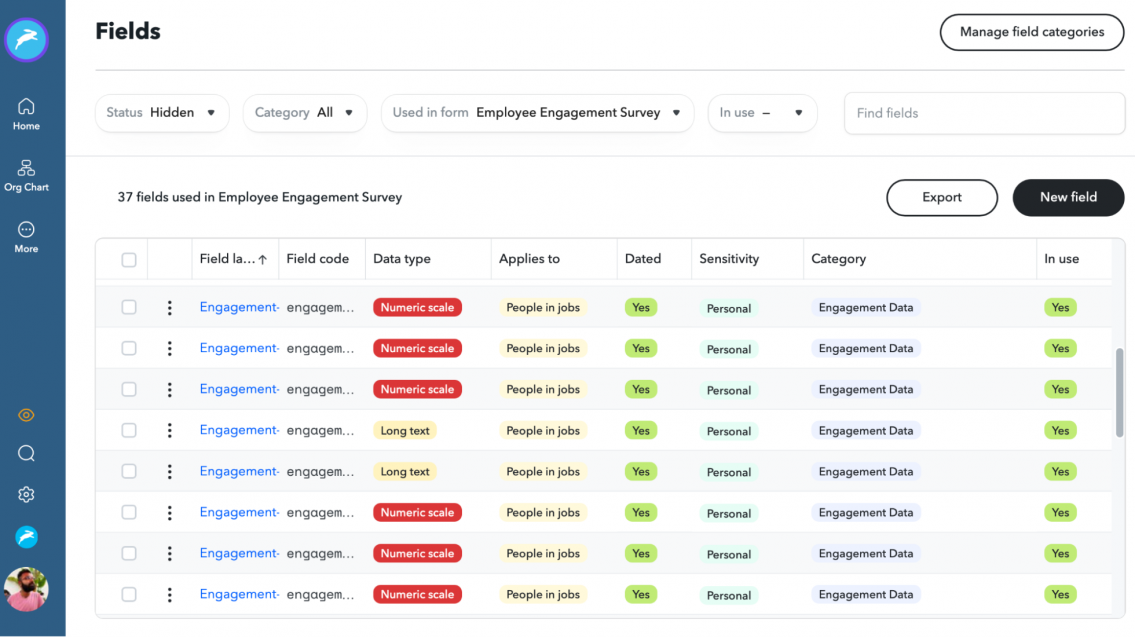 Fields
Manage field categories
Home
Org Chart
More
Status Hidden Category All Used in form Employee Engagement Survey In use – Find fields
37 fields used in Employee Engagement Survey Export New field
Field la... Field code Data type Applies to Dated Sensitivity Category In use
Engagement- engagem... Numeric scale People in jobs Yes Personal Engagement Data Yes
Engagement- engagem... Numeric scale People in jobs Yes Personal Engagement Data Yes
Engagement- engagem... Numeric scale People in jobs Yes Personal Engagement Data Yes
Engagement- engagem... Long text People in jobs Yes Personal Engagement Data Yes
Engagement- engagem... Long text People in jobs Yes Personal Engagement Data Yes
Engagement- engagem... Numeric scale People in jobs Yes Personal Engagement Data Yes
Engagement- engagem... Numeric scale People in jobs Yes Personal Engagement Data Yes
Engagement- engagem... Numeric scale People in jobs Yes Personal Engagement Data Yes